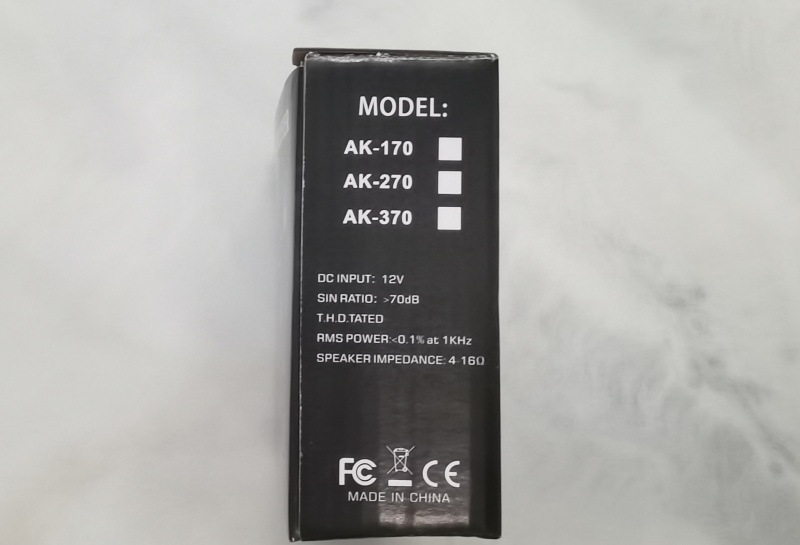 MODEL:
AK-170
AK-270
AK-370
DC INPUT: 12V
SIN RATIO: >70dB
T.H.D.TATED
RMS POWER:<0.1% at 1KHz
SPEAKER IMPEDANCE: 4-16Ω
FC CE
MADE IN CHINA